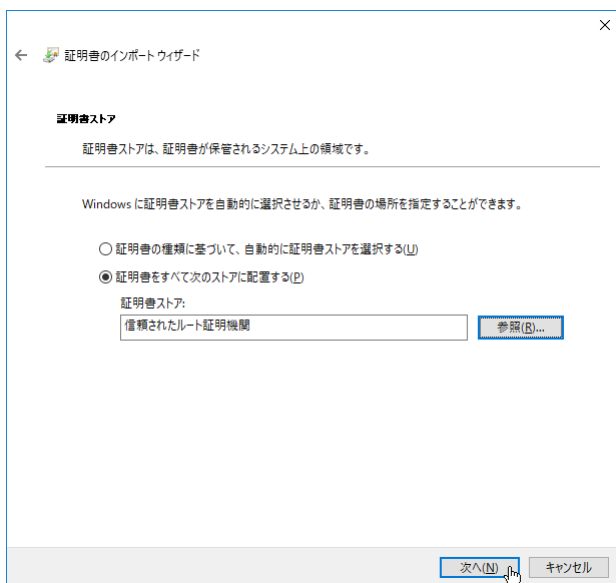 証明書のインポート ウィザード
証明書ストア
証明書ストアは、証明書が保管されるシステム上の領域です。
Windows に証明書ストアを自動的に選択させるか、証明書の場所を指定することができます。
証明書の種類に基づいて、自動的に証明書ストアを選択する(U)
証明書をすべて次のストアに配置する(P)
証明書ストア:
信頼されたルート証明機関
参照(R)...
次へ(N)
キャンセル